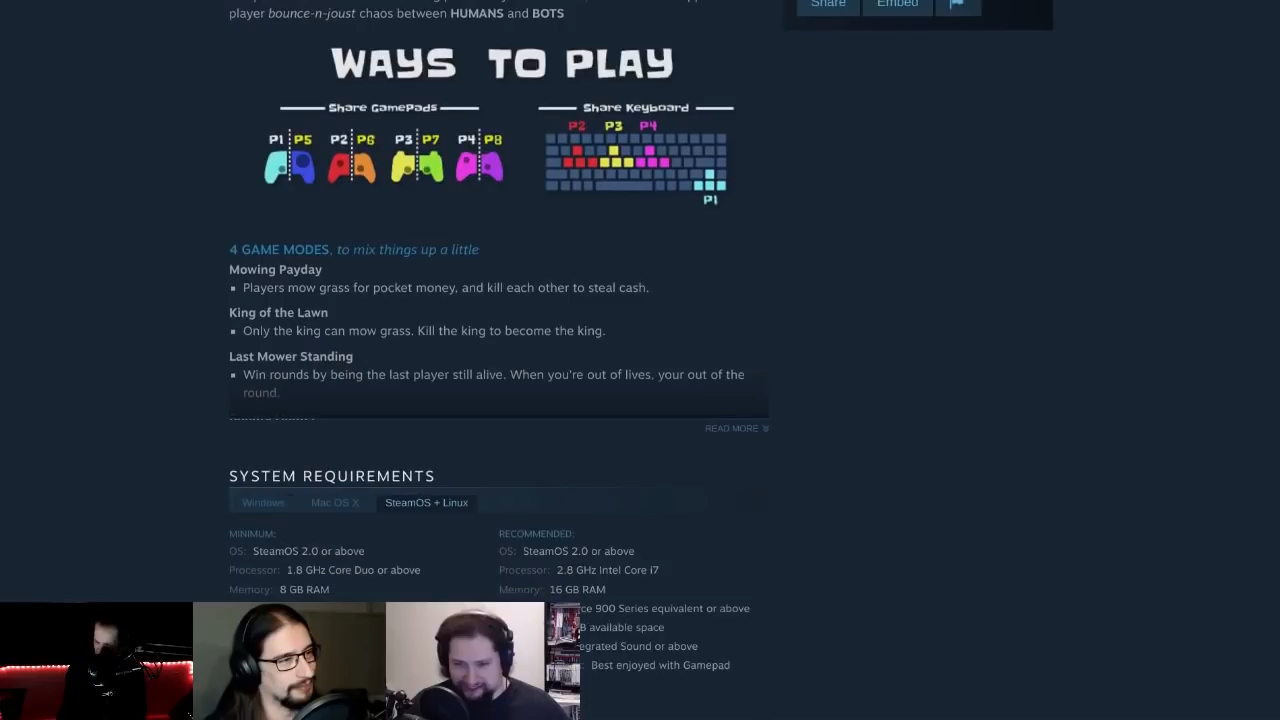 player bounce-n-joust chaos between HUMANS and BOTS
Share
Embed
WAYS TO PLAY
Share GamePads
Share Keyboard
P1 P5 P2 P6 P3 P7 P4 P8
P2 P3 P4
P1
4 GAME MODES, to mix things up a little
Mowing Payday
▪ Players mow grass for pocket money, and kill each other to steal cash.
King of the Lawn
▪ Only the king can mow grass. Kill the king to become the king.
Last Mower Standing
▪ Win rounds by being the last player still alive. When you're out of lives, your out of the
round.
READ MORE
SYSTEM REQUIREMENTS
Windows Mac OS X SteamOS + Linux
MINIMUM:
OS: SteamOS 2.0 or above
Processor: 1.8 GHz Core Duo or above
Memory: 8 GB RAM
RECOMMENDED:
OS: SteamOS 2.0 or above
Processor: 2.8 GHz Intel Core i7
Memory: 16 GB RAM
ce 900 Series equivalent or above
B available space
egrated Sound or above
Best enjoyed with Gamepad